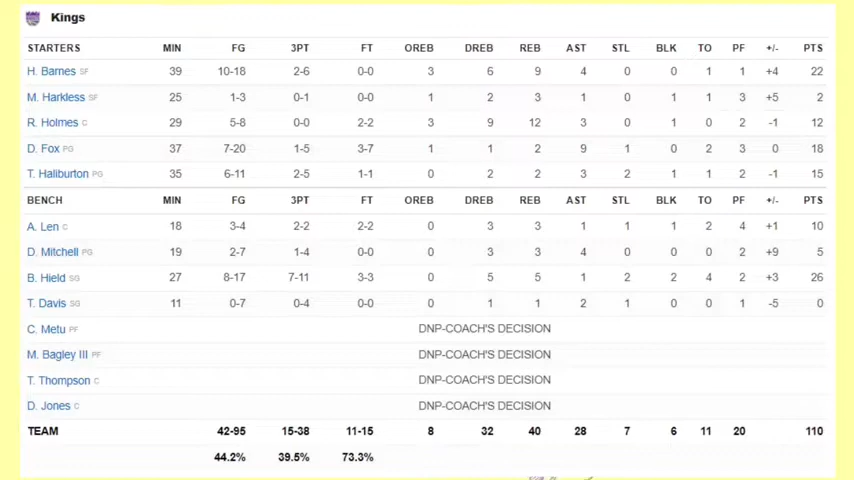 Kings
STARTERS MIN FG 3PT FT OREB DREB REB AST STL BLK TO PF +/- PTS
H. Barnes SF 39 10-18 2-6 0-0 3 6 9 4 0 0 1 1 +4 22
M. Harkless SF 25 1-3 0-1 0-0 1 2 3 1 0 1 1 3 +5 2
R. Holmes C 29 5-8 0-0 2-2 3 9 12 3 0 1 0 2 -1 12
D. Fox PG 37 7-20 1-5 3-7 1 1 2 9 1 0 2 3 0 18
T. Haliburton PG 35 6-11 2-5 1-1 0 2 2 3 2 1 1 2 -1 15
BENCH MIN FG 3PT FT OREB DREB REB AST STL BLK TO PF +/- PTS
A. Len C 18 3-4 2-2 2-2 0 3 3 1 1 1 2 4 +1 10
D. Mitchell PG 19 2-7 1-4 0-0 0 3 3 4 0 0 0 2 +9 5
B. Hield SG 27 8-17 7-11 3-3 0 5 5 1 2 2 4 2 +3 26
T. Davis SG 11 0-7 0-4 0-0 0 1 1 2 1 0 0 1 -5 0
C. Metu PF DNP-COACH'S DECISION
M. Bagley III PF DNP-COACH'S DECISION
T. Thompson C DNP-COACH'S DECISION
D. Jones C DNP-COACH'S DECISION
TEAM 42-95 15-38 11-15 8 32 40 28 7 6 11 20 110
44.2% 39.5% 73.3%